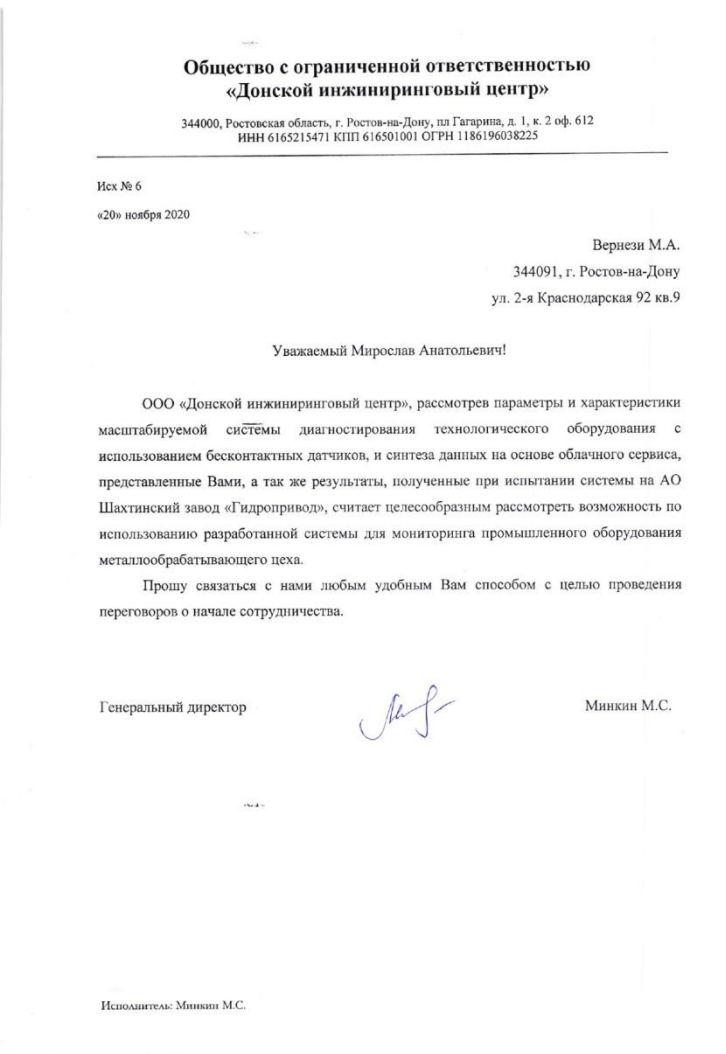 Общество с ограниченной ответственностью
«Донской инжиниринговый центр»
344000, Ростовская область, г. Ростов-на-Дону, пл Гагарина, д. 1, к. 2 оф. 612
ИНН 6165215471 КПП 616501001 ОГРН 1186196038225
Исх № 6
«20» ноября 2020
Вернези М.А.
344091, г. Ростов-на-Дону
ул. 2-я Краснодарская 92 кв.9
Уважаемый Мирослав Анатольевич!
ООО «Донской инжиниринговый центр», рассмотрев параметры и характеристики
масштабируемой системы диагностирования технологического оборудования с
использованием бесконтактных датчиков, и синтеза данных на основе облачного сервиса,
представленные Вами, а так же результаты, полученные при испытании системы на АО
Шахтинский завод «Гидропривод», считает целесообразным рассмотреть возможность по
использованию разработанной системы для мониторинга промышленного оборудования
металлообрабатывающего цеха.
Прошу связаться с нами любым удобным Вам способом с целью проведения
переговоров о начале сотрудничества.
Генеральный директор Минкин М.С.
Исполнитель: Минкин М.С.